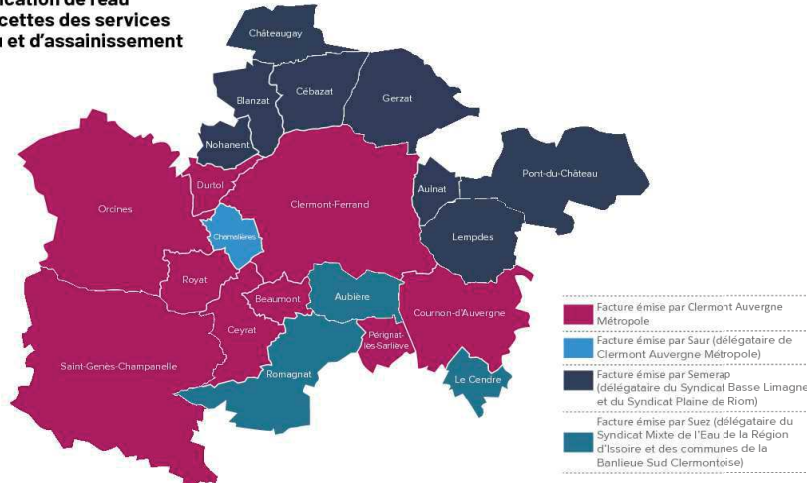 ication de l'eau
cettes des services
u et d'assainissement
Châteaugay
Cébazat
Gerzat
Blanzat
Nohanent
Durtol
Pont-du-Château
Aulnat
Orcines
Clermont-Ferrand
Lempdes
Chamalières
Royat
Beaumont
Aubière
Cournon-d'Auvergne
Ceyrat
Pérignat-
lès-Sarliève
Saint-Genès-Champanelle
Romagnat
Le Cendre
Facture émise par Clermont Auvergne
Métropole
Facture émise par Saur (délégataire de
Clermont Auvergne Métropole)
Facture émise par Semerap
(délégataire du Syndicat Basse Limagne
et du Syndicat Plaine de Riom)
Facture émise par Suez (délégataire du
Syndicat Mixte de l'Eau de la Région
d'Issoire et des communes de la
Banlieue Sud Clermontoise)